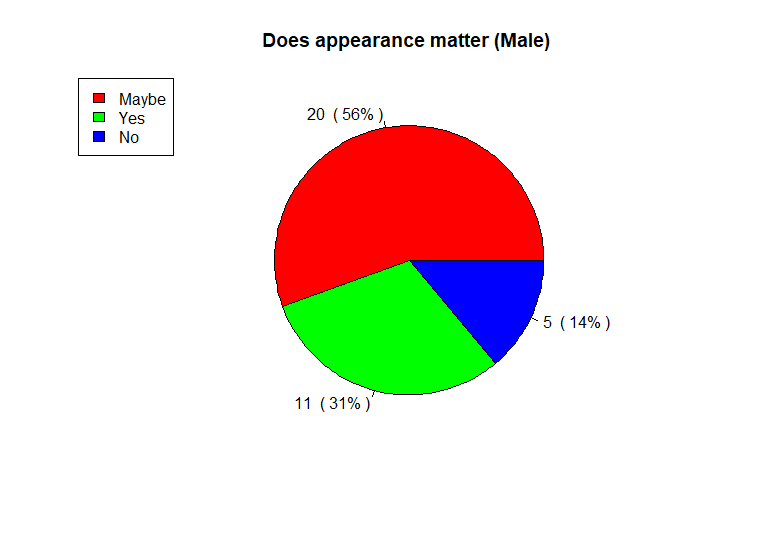 Does appearance matter (Male)
Maybe
Yes
No
20 ( 56% )
5 ( 14% )
11 ( 31% )